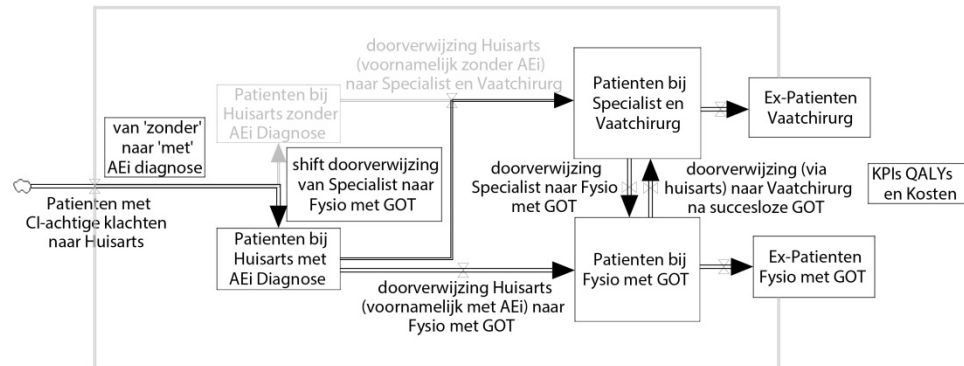 doorverwijzing Huisarts
(voornamelijk zonder AEi)
naar Specialist en Vaatchirurg
Patienten bij
Huisarts zonder
AEi Diagnose
Patienten bij
Specialist en
Vaatchirurg
Ex-Patienten
Vaatchirurg
van 'zonder'
naar 'met'
AEi diagnose
shift doorverwijzing
van Specialist naar
Fysio met GOT
doorverwijzing
Specialist naar Fysio
met GOT
doorverwijzing (via
huisarts) naar Vaatchirurg
na succesloze GOT
KPIs QALYs
en Kosten
Patienten met
CI-achtige klachten
naar Huisarts
Patienten bij
Huisarts met
AEi Diagnose
Patienten bij
Fysio met GOT
Ex-Patienten
Fysio met GOT
doorverwijzing Huisarts
(voornamelijk met AEi) naar
Fysio met GOT